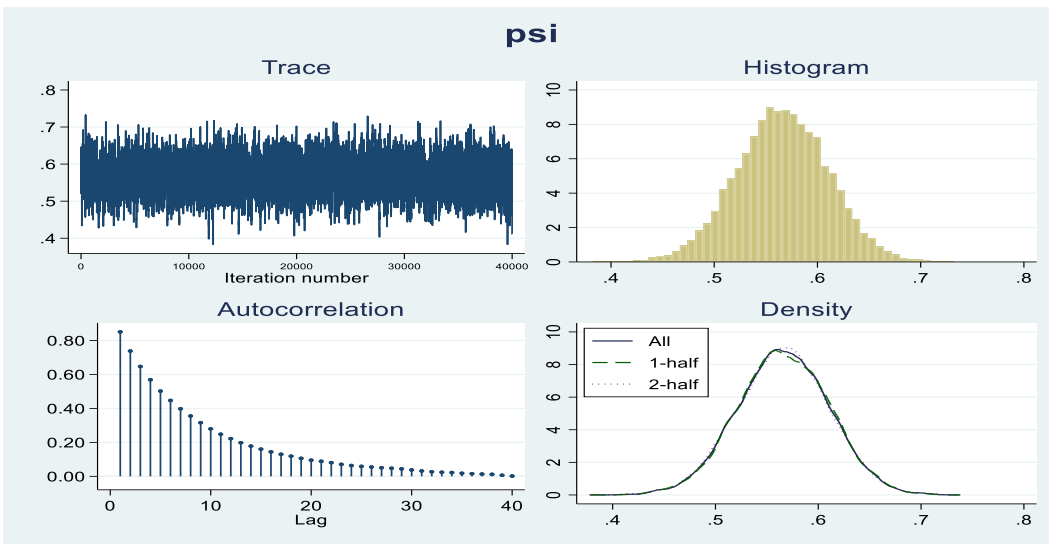 psi
Trace
.8
.7
.6
.5
.4
0 10000 20000 30000 40000
Iteration number
Histogram
10
8
6
4
2
0
.4 .5 .6 .7 .8
Autocorrelation
0.80
0.60
0.40
0.20
0.00
0 10 20 30 40
Lag
Density
10
8
6
4
2
0
All
1-half
2-half
.4 .5 .6 .7 .8